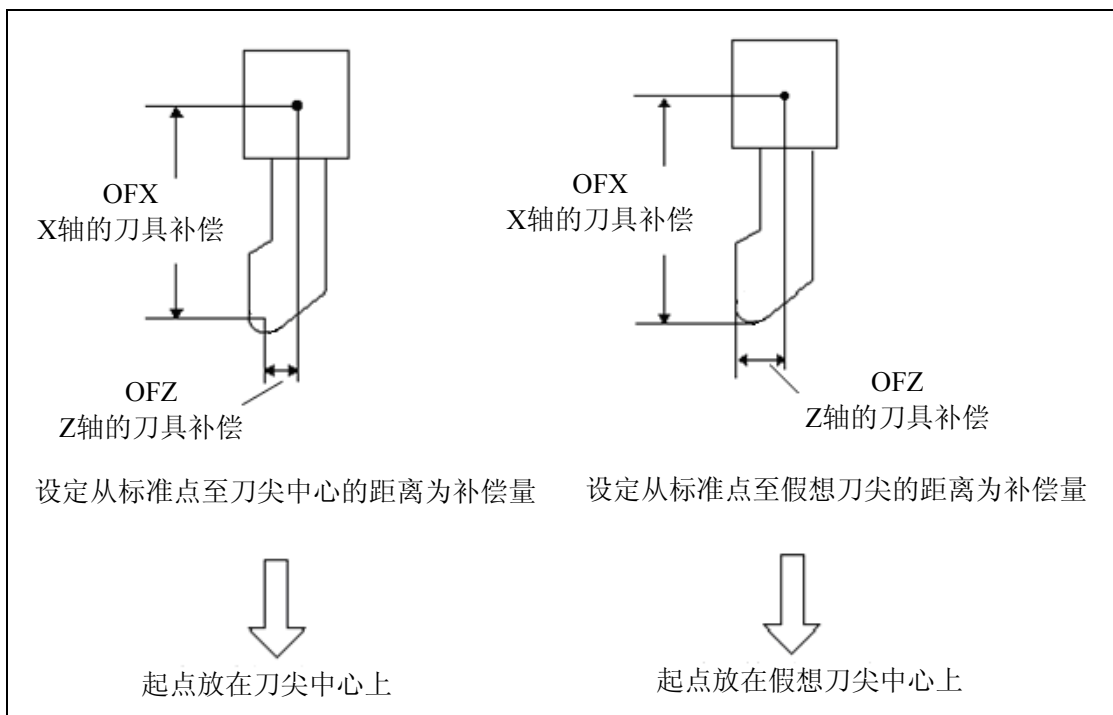 OFX
X轴的刀具补偿
OFZ
Z轴的刀具补偿
设定从标准点至刀尖中心的距离为补偿量
起点放在刀尖中心上
OFX
X轴的刀具补偿
OFZ
Z轴的刀具补偿
设定从标准点至假想刀尖的距离为补偿量
起点放在假想刀尖中心上